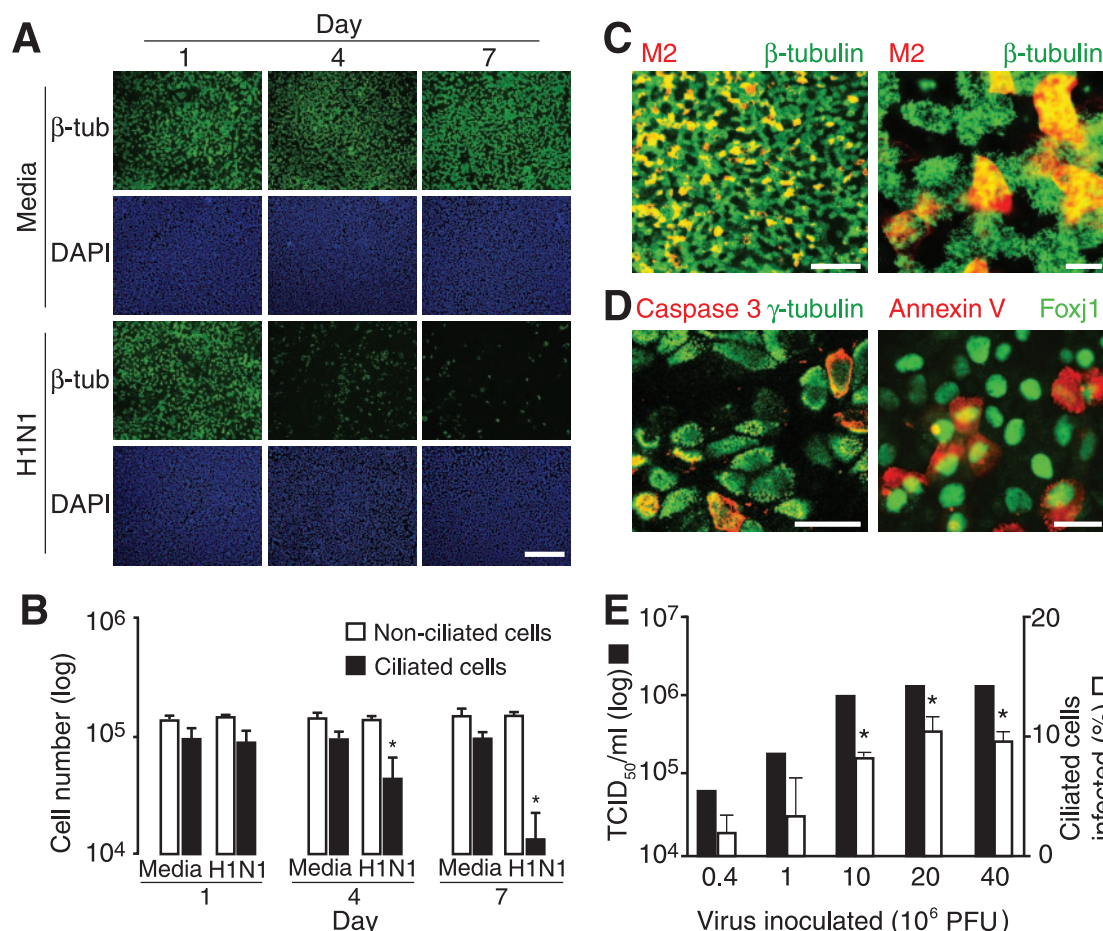 A
Day
1 4 7
Media
β-tub
DAPI
H1N1
β-tub
DAPI
B
Cell number (log)
10⁶
10⁵
10⁴
Non-ciliated cells
Ciliated cells
*
*
Media H1N1 Media H1N1 Media H1N1
1 4 7
Day
C
M2 β-tubulin M2 β-tubulin
D
Caspase 3 γ-tubulin Annexin V Foxj1
E
TCID₅₀/ml (log)
10⁷
10⁶
10⁵
10⁴
20
10
0
Ciliated cells
infected (%)
* * *
0.4 1 10 20 40
Virus inoculated (10⁶ PFU)